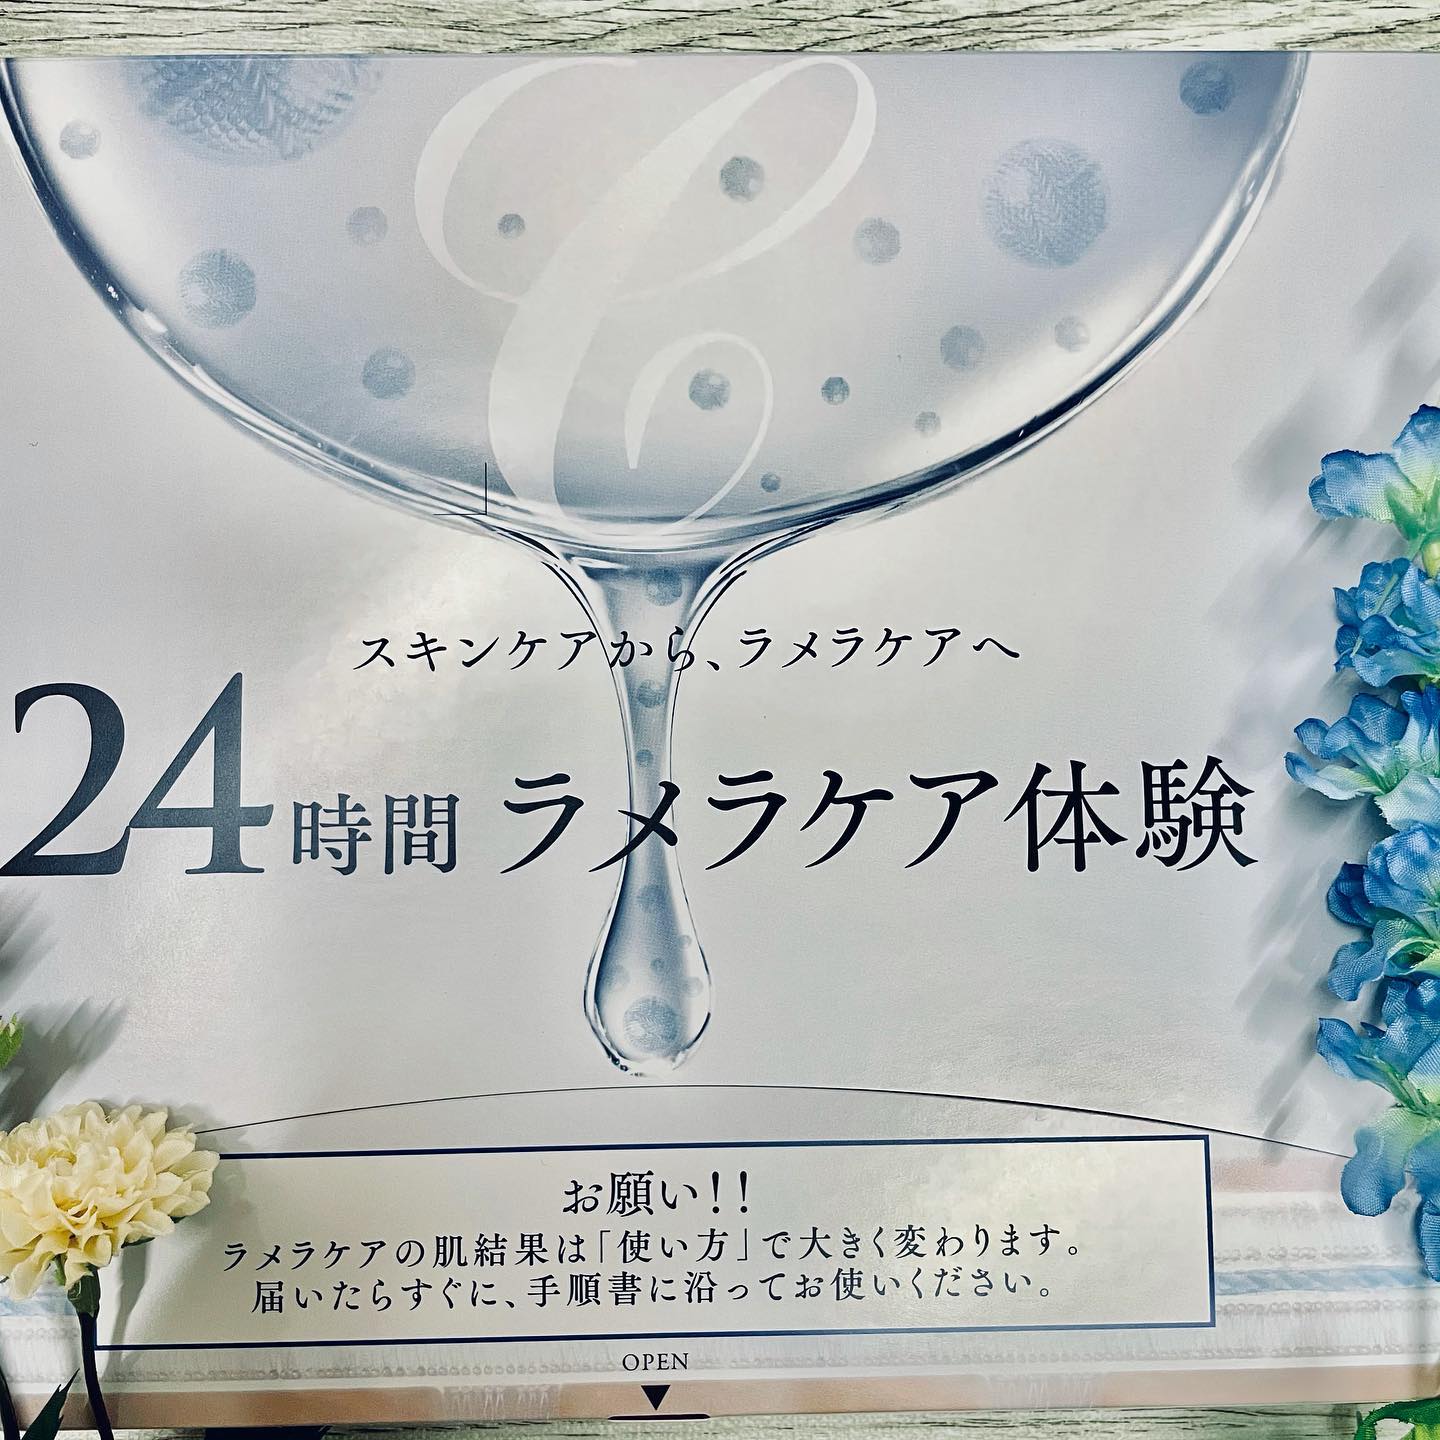 C
スキンケアから、ラメラケアへ
24時間 ラメラケア体験
お願い!!
ラメラケアの肌結果は「使い方」で大きく変わります。
届いたらすぐに、手順書に沿ってお使いください。
OPEN